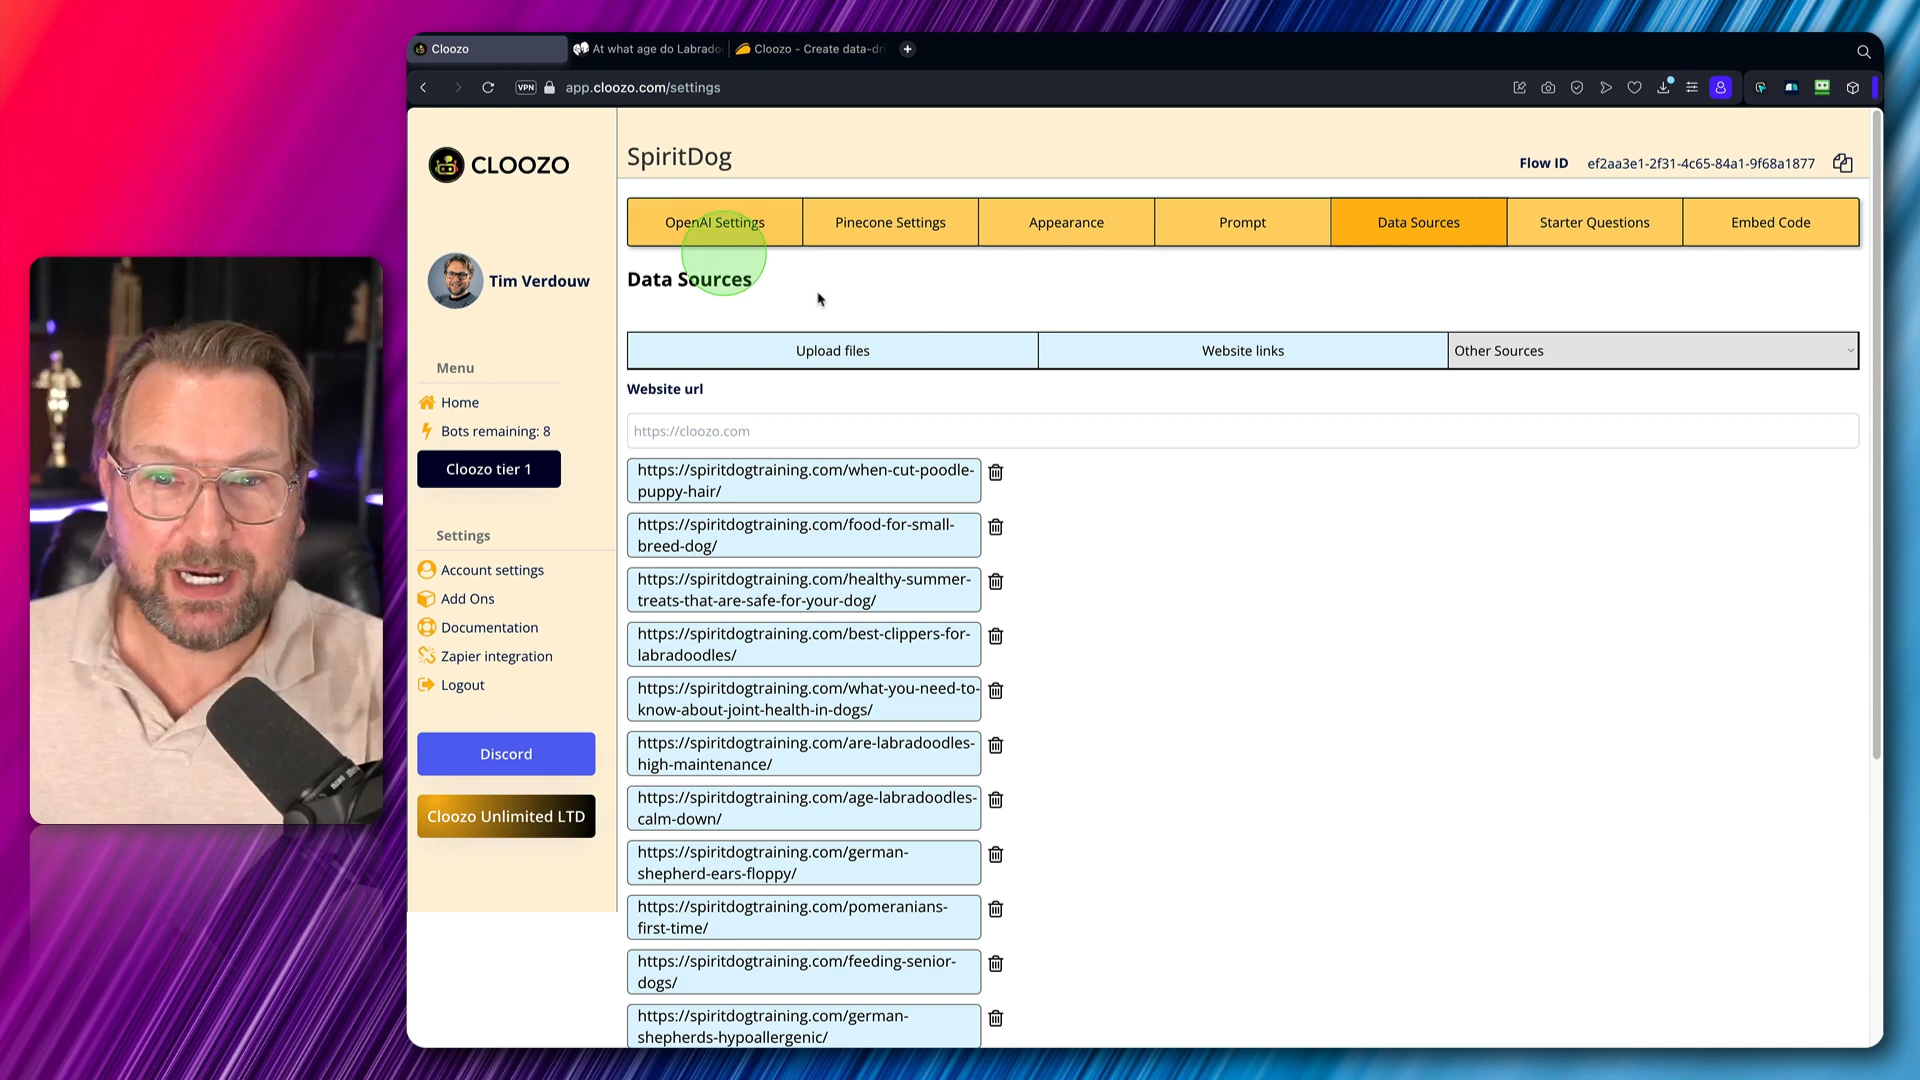 Cloozo
At what age do Labrado
Cloozo - Create data-dri
VPN
app.cloozo.com/settings
CLOOZO
Tim Verdouw
Menu
Home
Bots remaining: 8
Cloozo tier 1
Settings
Account settings
Add Ons
Documentation
Zapier integration
Logout
Discord
Cloozo Unlimited LTD
SpiritDog
Flow ID ef2aa3e1-2f31-4c65-84a1-9f68a1877
OpenAI Settings
Pinecone Settings
Appearance
Prompt
Data Sources
Starter Questions
Embed Code
Data Sources
Upload files
Website links
Other Sources
Website url
https://cloozo.com
https://spiritdogtraining.com/when-cut-poodle-
puppy-hair/
https://spiritdogtraining.com/food-for-small-
breed-dog/
https://spiritdogtraining.com/healthy-summer-
treats-that-are-safe-for-your-dog/
https://spiritdogtraining.com/best-clippers-for-
labradoodles/
https://spiritdogtraining.com/what-you-need-to-
know-about-joint-health-in-dogs/
https://spiritdogtraining.com/are-labradoodles-
high-maintenance/
https://spiritdogtraining.com/age-labradoodles-
calm-down/
https://spiritdogtraining.com/german-
shepherd-ears-floppy/
https://spiritdogtraining.com/pomeranians-
first-time/
https://spiritdogtraining.com/feeding-senior-
dogs/
https://spiritdogtraining.com/german-
shepherds-hypoallergenic/